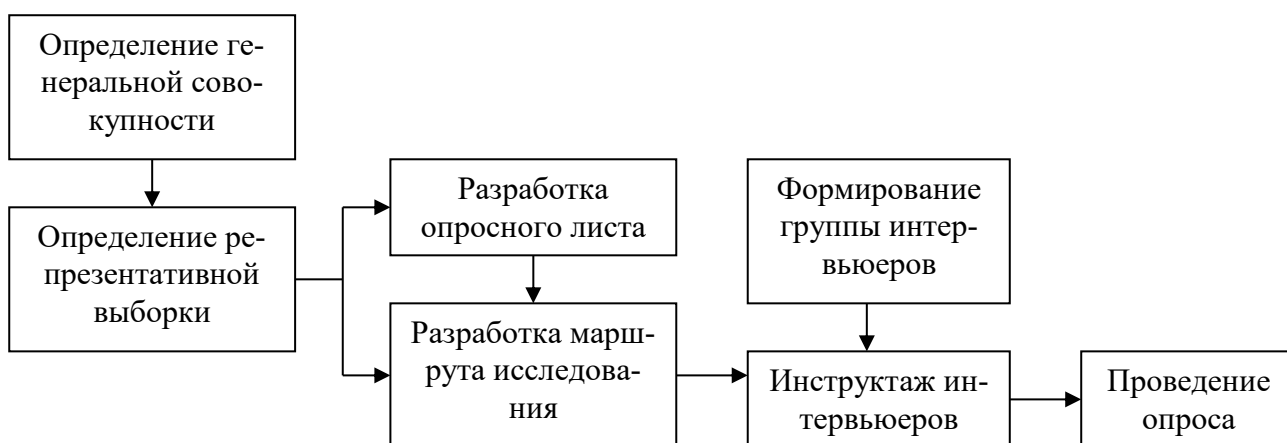 Определение ге-
неральной сово-
купности
Определение ре-
презентативной
выборки
Разработка
опросного листа
Разработка марш-
рута исследова-
ния
Формирование
группы интер-
вьюеров
Инструктаж ин-
тервьюеров
Проведение
опроса